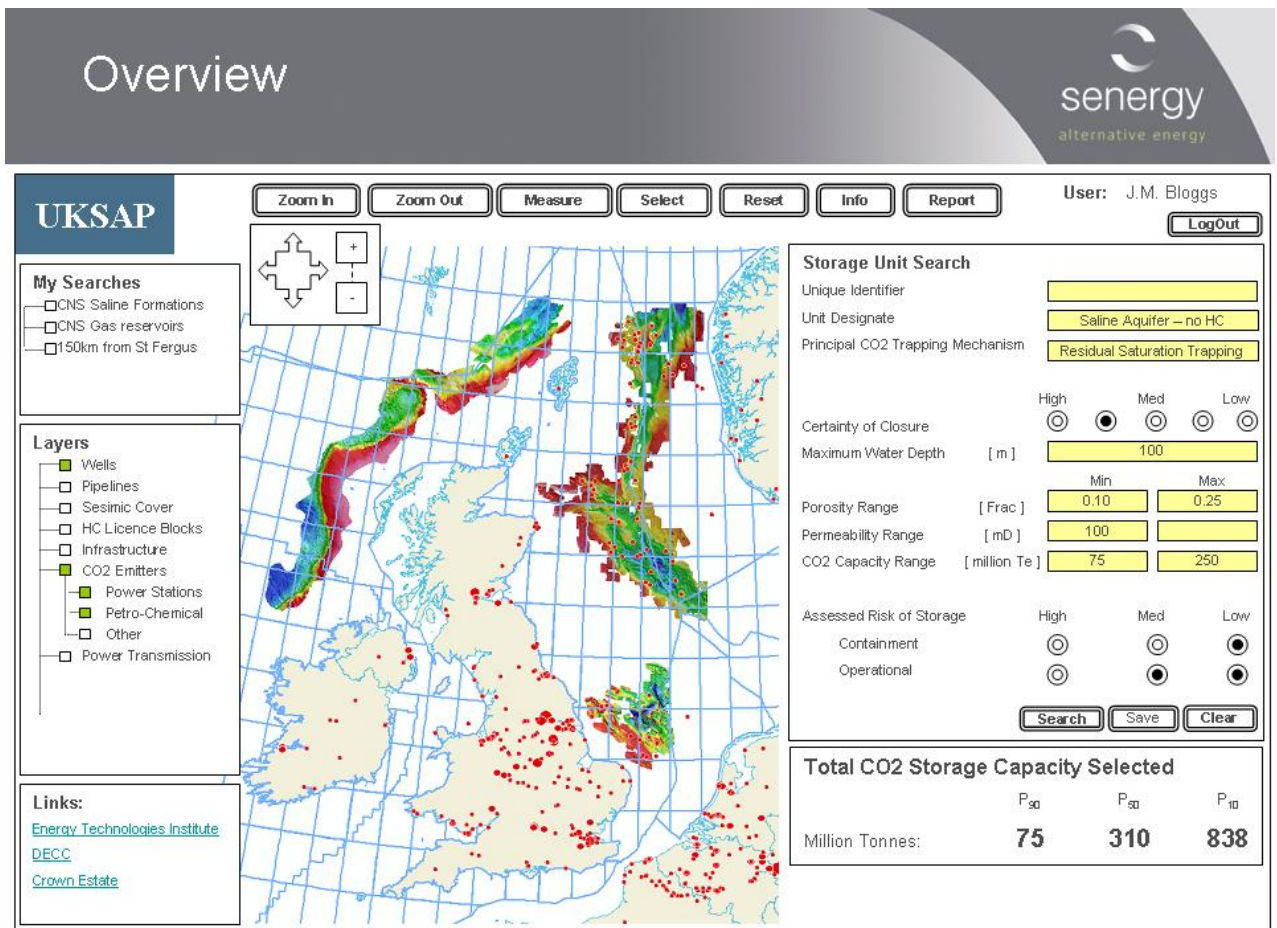 Overview
senergy
alternative energy
UKSAP
Zoom In Zoom Out Measure Select Reset Info Report
User: J.M. Bloggs
LogOut
+
-
My Searches
CNS Saline Formations
CNS Gas reservoirs
150km from St Fergus
Layers
Wells
Pipelines
Sesimic Cover
HC Licence Blocks
Infrastructure
CO2 Emitters
Power Stations
Petro-Chemical
Other
Power Transmission
Links:
Energy Technologies Institute
DECC
Crown Estate
Storage Unit Search
Unique Identifier
Unit Designate Saline Aquifer – no HC
Principal CO2 Trapping Mechanism Residual Saturation Trapping
High Med Low
Certainty of Closure
Maximum Water Depth [ m ] 100
Min Max
Porosity Range [ Frac ] 0.10 0.25
Permeability Range [ mD ] 100
CO2 Capacity Range [ million Te ] 75 250
Assessed Risk of Storage High Med Low
Containment
Operational
Search Save Clear
Total CO2 Storage Capacity Selected
P90 P50 P10
Million Tonnes: 75 310 838